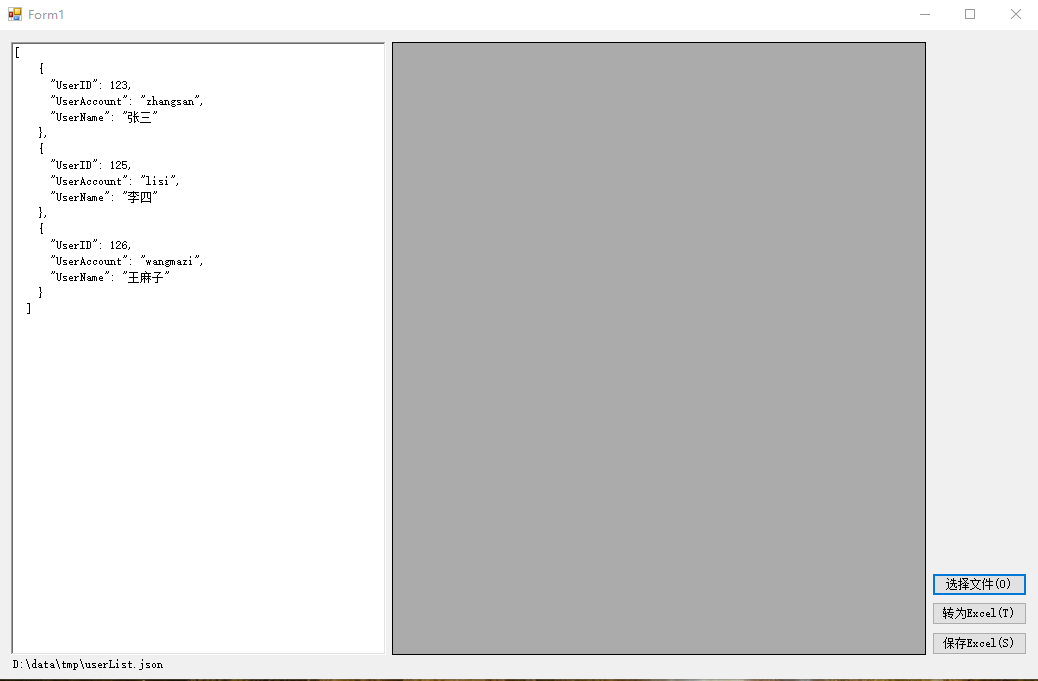 Form1
[
{
"UserID": 123,
"UserAccount": "zhangsan",
"UserName": "张三"
},
{
"UserID": 125,
"UserAccount": "lisi",
"UserName": "李四"
},
{
"UserID": 126,
"UserAccount": "wangmazi",
"UserName": "王麻子"
}
]
选择文件(O)
转为Excel(T)
保存Excel(S)
D:\data\tmp\userList.json